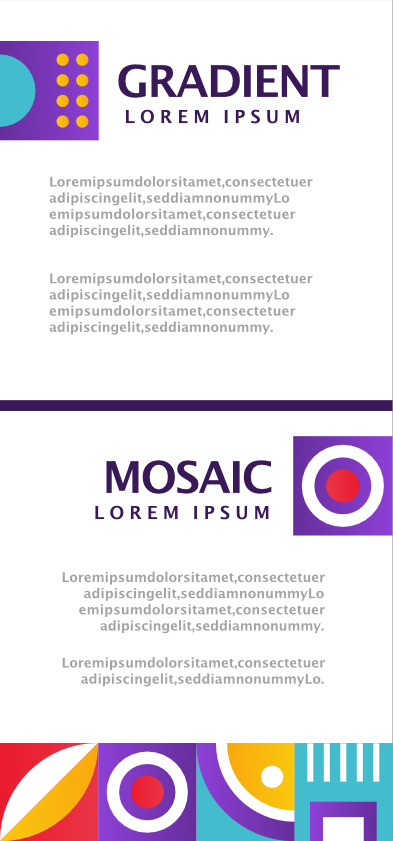 GRADIENT
LOREM IPSUM
Loremipsumdolorsitamet,consectetuer
adipiscingelit,seddiamnonummyLo
emipsumdolorsitamet,consectetuer
adipiscingelit,seddiamnonummy.
Loremipsumdolorsitamet,consectetuer
adipiscingelit,seddiamnonummyLo
emipsumdolorsitamet,consectetuer
adipiscingelit,seddiamnonummy.
MOSAIC
LOREM IPSUM
Loremipsumdolorsitamet,consectetuer
adipiscingelit,seddiamnonummyLo
emipsumdolorsitamet,consectetuer
adipiscingelit,seddiamnonummy.
Loremipsumdolorsitamet,consectetuer
adipiscingelit,seddiamnonummyLo.